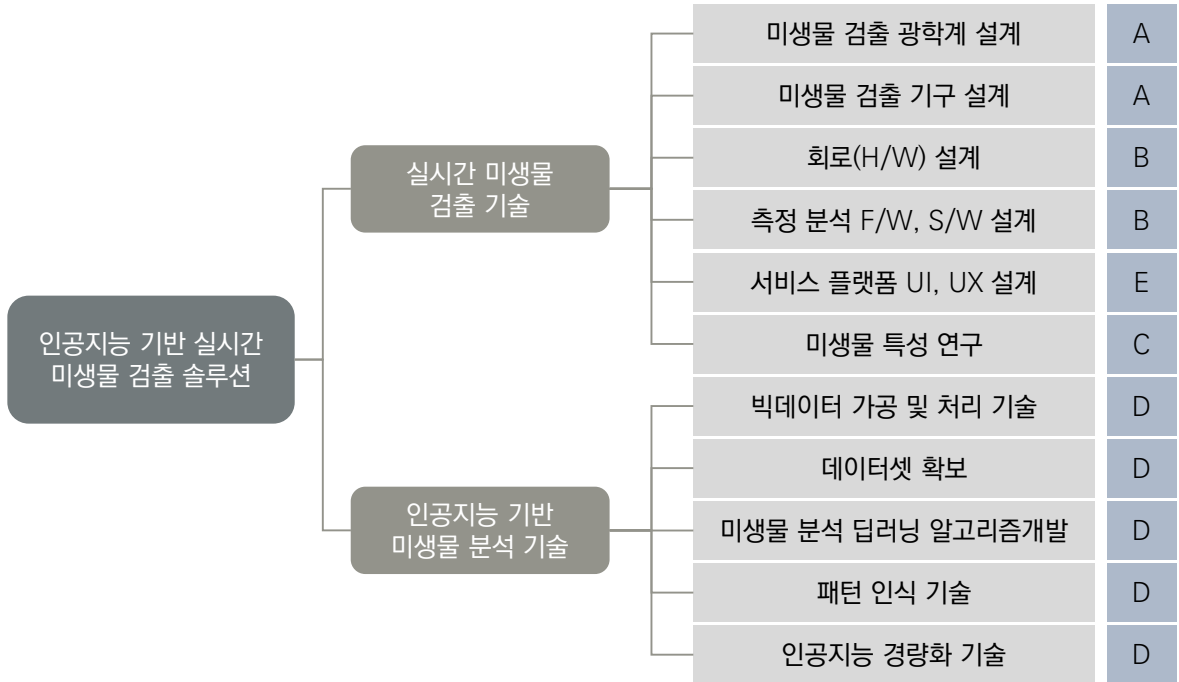 인공지능 기반 실시간
미생물 검출 솔루션
실시간 미생물
검출 기술
미생물 검출 광학계 설계 A
미생물 검출 기구 설계 A
회로(H/W) 설계 B
측정 분석 F/W, S/W 설계 B
서비스 플랫폼 UI, UX 설계 E
미생물 특성 연구 C
인공지능 기반
미생물 분석 기술
빅데이터 가공 및 처리 기술 D
데이터셋 확보 D
미생물 분석 딥러닝 알고리즘개발 D
패턴 인식 기술 D
인공지능 경량화 기술 D